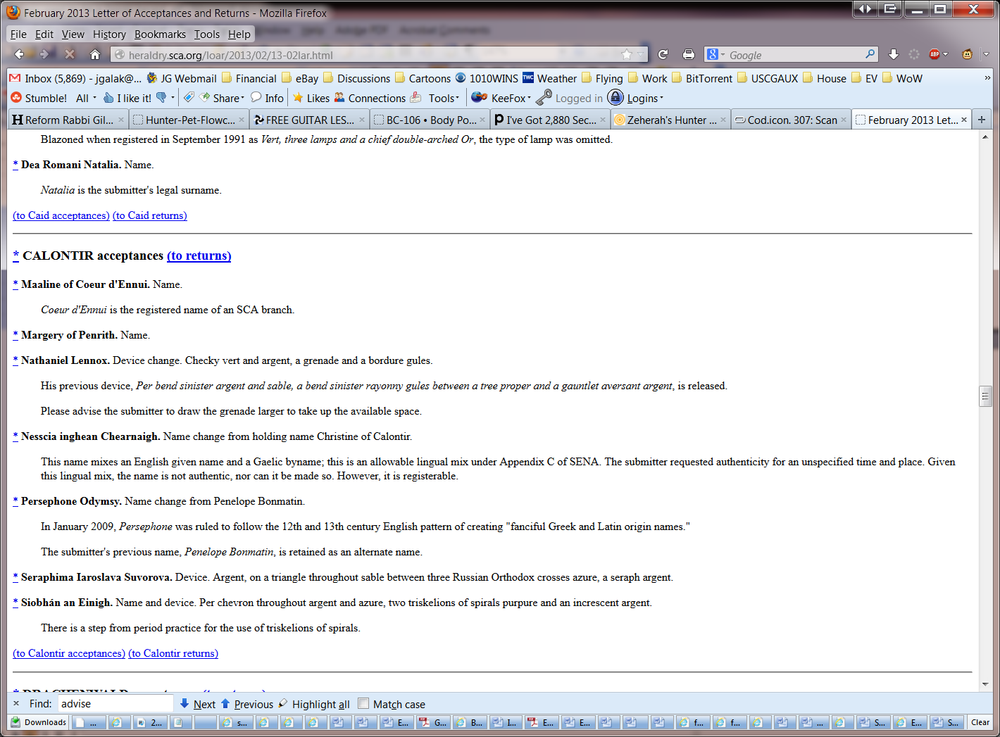 February 2013 Letter of Acceptances and Returns - Mozilla Firefox
File Edit View History Bookmarks Tools Help
heraldry.sca.org/loar/2013/02/13-02lar.html
Google
Inbox (5,869) - jgalak@... JG Webmail Financial eBay Discussions Cartoons 1010WINS Weather Flying Work BitTorrent USCGAUX House EV WoW
Stumble! All I like it! Share Info Likes Connections Tools KeeFox Logged in Logins
Reform Rabbi Gil... Hunter-Pet-Flowc... FREE GUITAR LES... BC-106 • Body Po... I've Got 2,880 Sec... Zeherah's Hunter ... Cod.icon. 307: Scan February 2013 Let...
Blazoned when registered in September 1991 as Vert, three lamps and a chief double-arched Or, the type of lamp was omitted.
* Dea Romani Natalia. Name.
Natalia is the submitter's legal surname.
(to Caid acceptances) (to Caid returns)
* CALONTIR acceptances (to returns)
* Maaline of Coeur d'Ennui. Name.
Coeur d'Ennui is the registered name of an SCA branch.
* Margery of Penrith. Name.
* Nathaniel Lennox. Device change. Checky vert and argent, a grenade and a bordure gules.
His previous device, Per bend sinister argent and sable, a bend sinister rayonny gules between a tree proper and a gauntlet aversant argent, is released.
Please advise the submitter to draw the grenade larger to take up the available space.
* Nesscia inghean Chearnaigh. Name change from holding name Christine of Calontir.
This name mixes an English given name and a Gaelic byname; this is an allowable lingual mix under Appendix C of SENA. The submitter requested authenticity for an unspecified time and place. Given
this lingual mix, the name is not authentic, nor can it be made so. However, it is registerable.
* Persephone Odymsy. Name change from Penelope Bonmatin.
In January 2009, Persephone was ruled to follow the 12th and 13th century English pattern of creating "fanciful Greek and Latin origin names."
The submitter's previous name, Penelope Bonmatin, is retained as an alternate name.
* Seraphima Iaroslava Suvorova. Device. Argent, on a triangle throughout sable between three Russian Orthodox crosses azure, a seraph argent.
* Siobhán an Einigh. Name and device. Per chevron throughout argent and azure, two triskelions of spirals purpure and an increscent argent.
There is a step from period practice for the use of triskelions of spirals.
(to Calontir acceptances) (to Calontir returns)
Find: advise Next Previous Highlight all Match case
Downloads ... 2... s... E... G... B... I... E... E... f... f... ... S... E... S... Clear